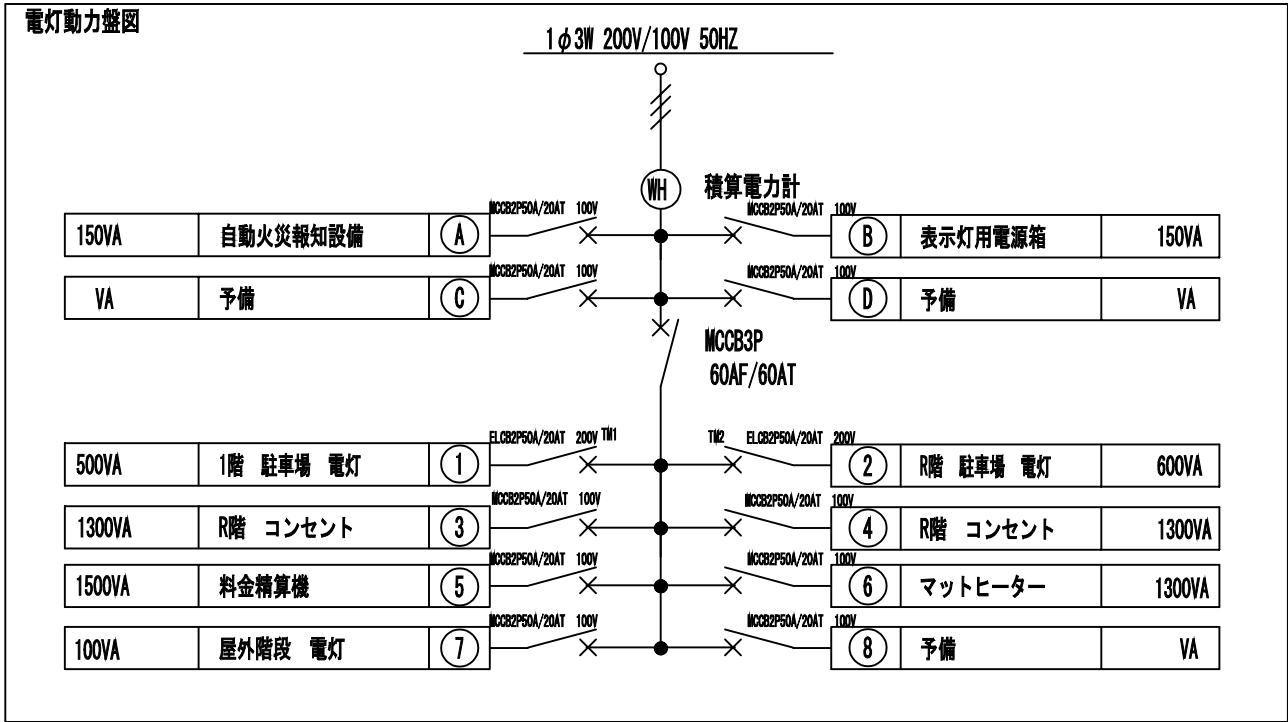 電灯動力盤図
1φ3W 200V/100V 50HZ
WH 積算電力計
MCCB2P50A/20AT 100V MCCB2P50A/20AT 100V
150VA 自動火災報知設備 A B 表示灯用電源箱 150VA
MCCB2P50A/20AT 100V MCCB2P50A/20AT 100V
VA 予備 C D 予備 VA
MCCB3P
60AF/60AT
ELCB2P50A/20AT 200V TM1 TM2 ELCB2P50A/20AT 200V
500VA 1階 駐車場 電灯 1 2 R階 駐車場 電灯 600VA
MCCB2P50A/20AT 100V MCCB2P50A/20AT 100V
1300VA R階 コンセント 3 4 R階 コンセント 1300VA
MCCB2P50A/20AT 100V MCCB2P50A/20AT 100V
1500VA 料金精算機 5 6 マットヒーター 1300VA
MCCB2P50A/20AT 100V MCCB2P50A/20AT 100V
100VA 屋外階段 電灯 7 8 予備 VA